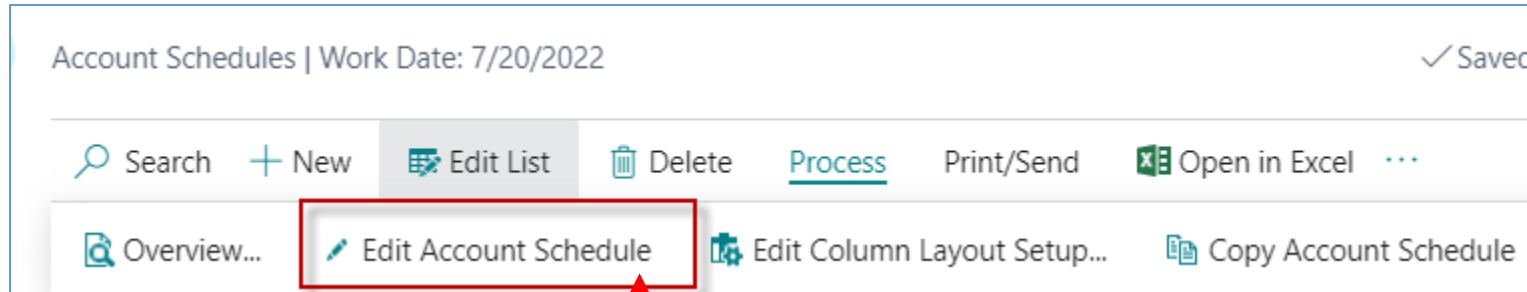 Account Schedules | Work Date: 7/20/2022 Saved
Search New Edit List Delete Process Print/Send Open in Excel ...
Overview... Edit Account Schedule Edit Column Layout Setup... Copy Account Schedule